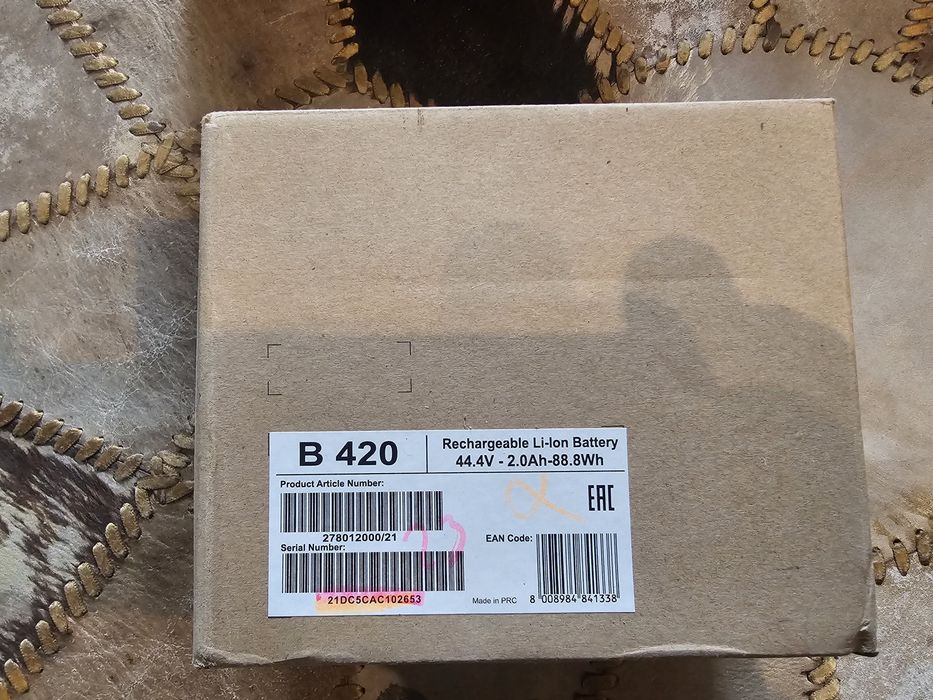 B 420
Rechargeable Li-Ion Battery
44.4V - 2.0Ah-88.8Wh
Product Article Number:
278012000/21
EAC
Serial Number:
21DC5CAC102653
EAN Code:
Made in PRC
8 008984 841338